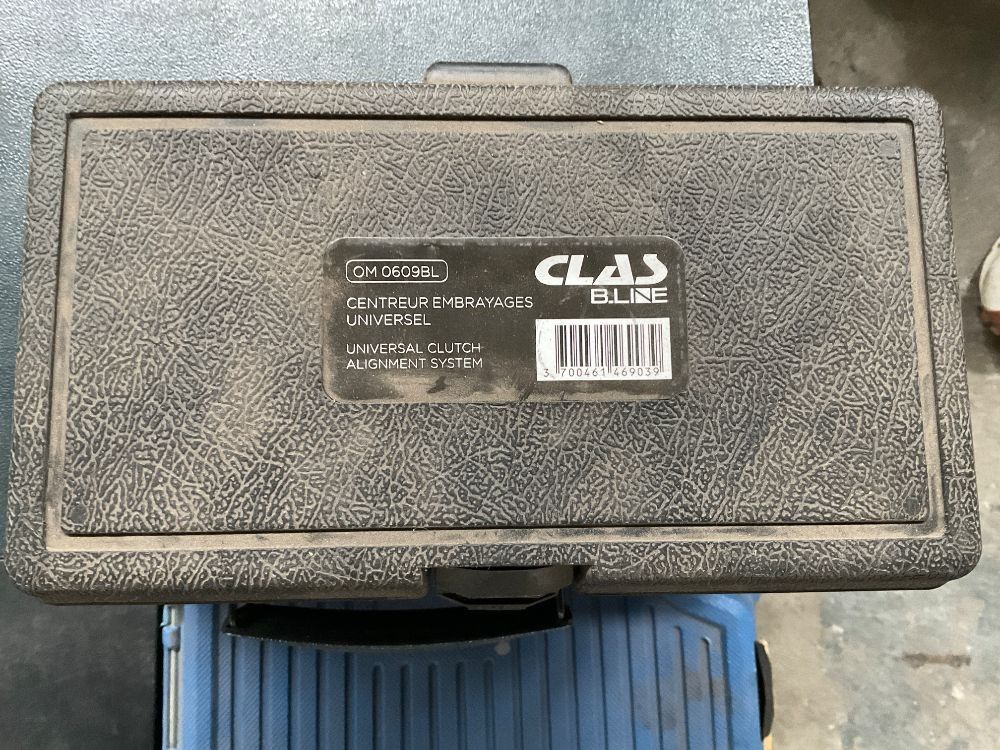 OM 0609BL
CENTREUR EMBRAYAGES
UNIVERSEL
UNIVERSAL CLUTCH
ALIGNMENT SYSTEM
CLAS
B.LINE
3 700461 469039